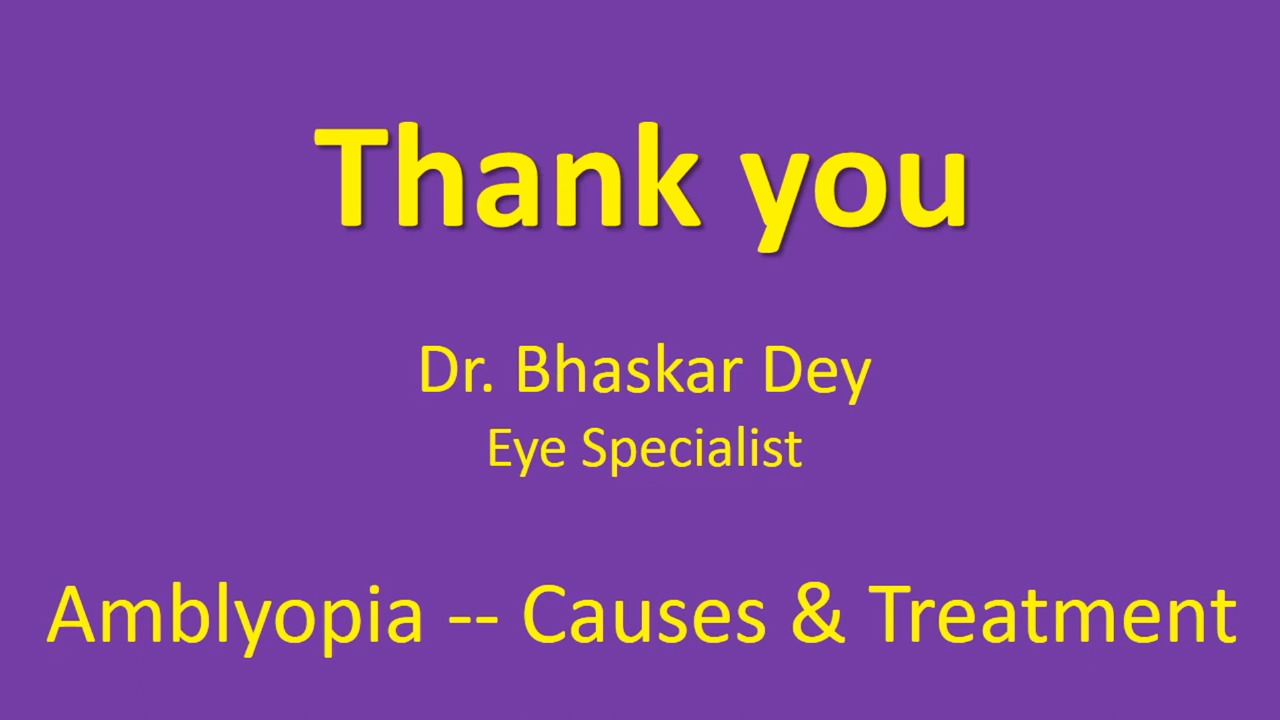 Thank you
Dr. Bhaskar Dey
Eye Specialist
Amblyopia -- Causes & Treatment